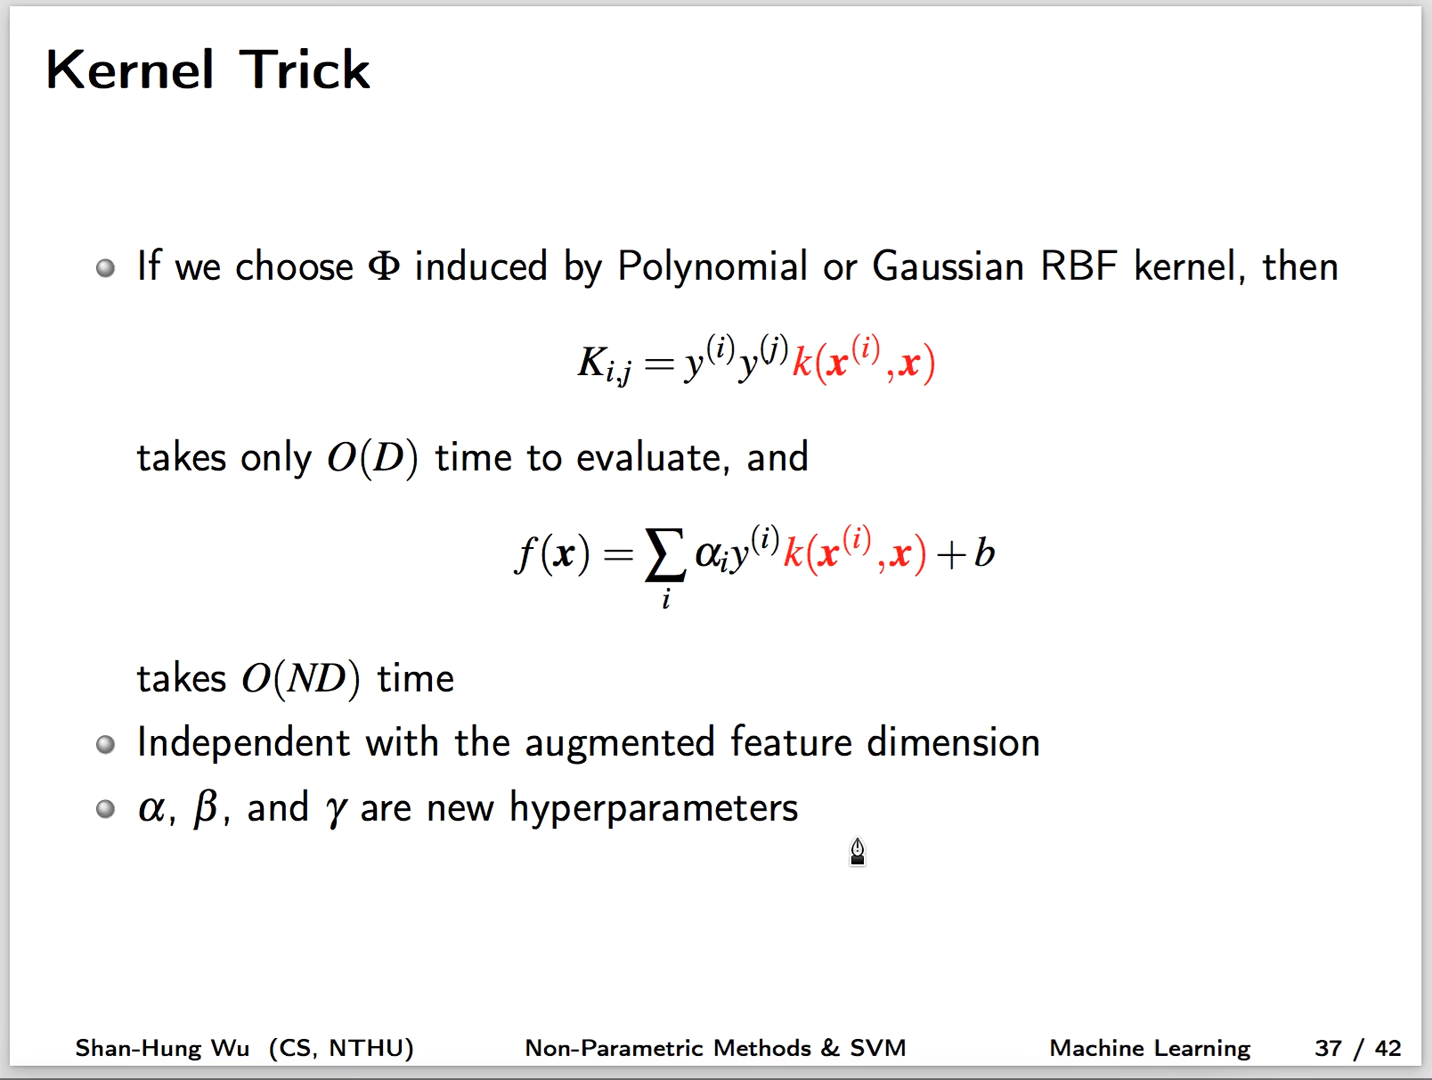 Kernel Trick
If we choose Φ induced by Polynomial or Gaussian RBF kernel, then
K_{i,j} = y^{(i)} y^{(j)} k(x^{(i)}, x)
takes only O(D) time to evaluate, and
f(x) = ∑_i α_i y^{(i)} k(x^{(i)}, x) + b
takes O(ND) time
Independent with the augmented feature dimension
α, β, and γ are new hyperparameters
Shan-Hung Wu (CS, NTHU) Non-Parametric Methods & SVM Machine Learning 37 / 42